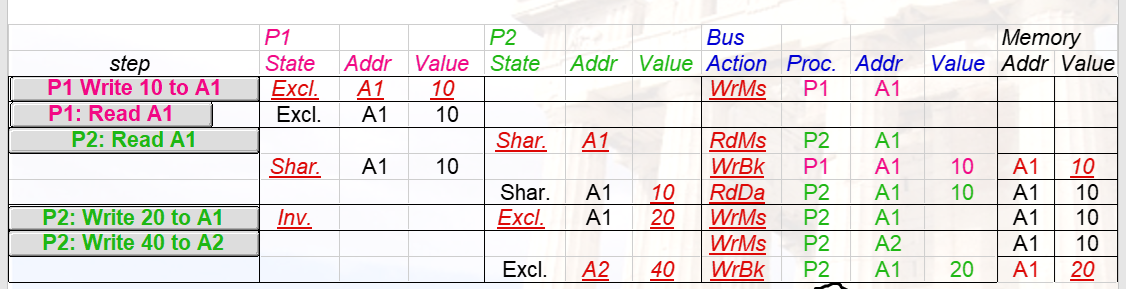 P1 P2 Bus Memory
step State Addr Value State Addr Value Action Proc. Addr Value Addr Value
P1 Write 10 to A1 Excl. A1 10 WrMs P1 A1
P1: Read A1 Excl. A1 10
P2: Read A1 Shar. A1 RdMs P2 A1
Shar. A1 10 WrBk P1 A1 10 A1 10
Shar. A1 10 RdDa P2 A1 10 A1 10
P2: Write 20 to A1 Inv. Excl. A1 20 WrMs P2 A1 A1 10
P2: Write 40 to A2 WrMs P2 A2 A1 10
Excl. A2 40 WrBk P2 A1 20 A1 20